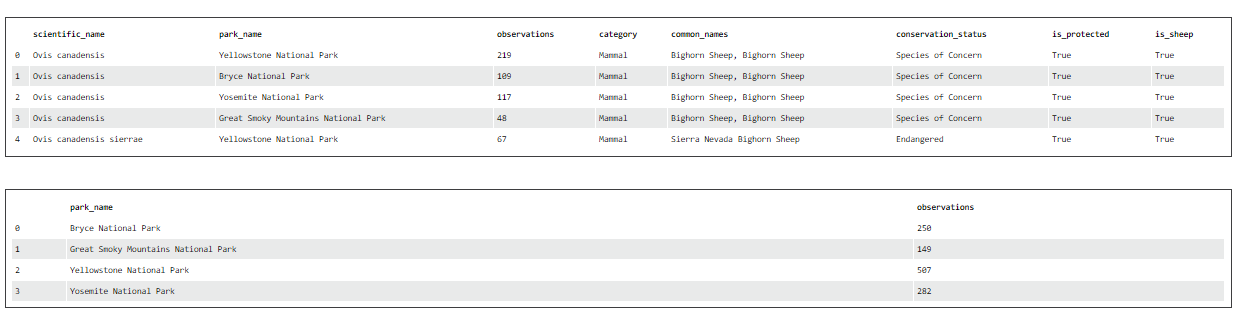 scientific_name park_name observations category common_names conservation_status is_protected is_sheep
0 Ovis canadensis Yellowstone National Park 219 Mammal Bighorn Sheep, Bighorn Sheep Species of Concern True True
1 Ovis canadensis Bryce National Park 109 Mammal Bighorn Sheep, Bighorn Sheep Species of Concern True True
2 Ovis canadensis Yosemite National Park 117 Mammal Bighorn Sheep, Bighorn Sheep Species of Concern True True
3 Ovis canadensis Great Smoky Mountains National Park 48 Mammal Bighorn Sheep, Bighorn Sheep Species of Concern True True
4 Ovis canadensis sierrae Yellowstone National Park 67 Mammal Sierra Nevada Bighorn Sheep Endangered True True
park_name observations
0 Bryce National Park 250
1 Great Smoky Mountains National Park 149
2 Yellowstone National Park 507
3 Yosemite National Park 282